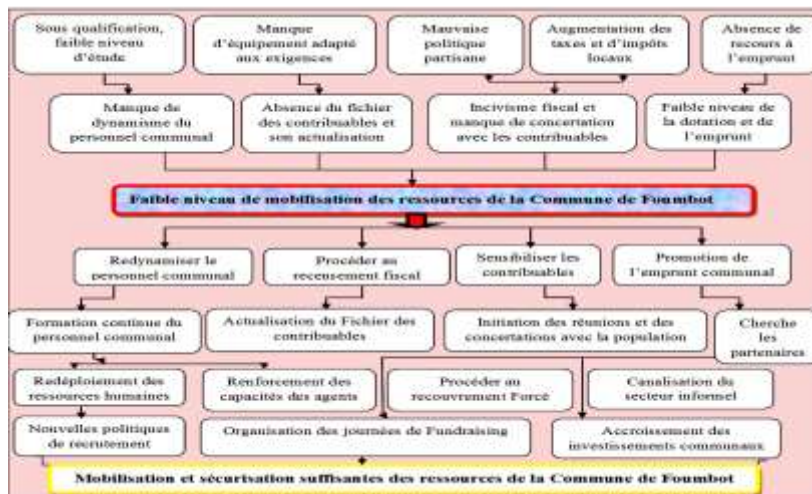 Sous qualification,
faible niveau
d'étude
Manque
d'équipement adapté
aux exigences
Mauvaise
politique
partisane
Augmentation des
taxes et d'impôts
locaux
Absence de
recours à
l'emprunt
Manque de
dynamisme du
personnel communal
Absence du fichier
des contribuables et
son actualisation
Incivisme fiscal et
manque de concertation
avec les contribuables
Faible niveau de
la dotation et de
l'emprunt
Faible niveau de mobilisation des ressources de la Commune de Foumbot
Redynamiser le
personnel communal
Procéder au
recensement fiscal
Sensibiliser les
contribuables
Promotion de
l'emprunt communal
Formation continue du
personnel communal
Actualisation du Fichier des
contribuables
Initiation des réunions et des
concertations avec la population
Cherche
les
partenaires
Redéploiement des
ressources humaines
Renforcement des
capacités des agents
Procéder au
recouvrement Forcé
Canalisation du
secteur informel
Nouvelles politiques
de recrutement
Organisation des journées de Fundraising
Accroissement des
investissements communaux
Mobilisation et sécurisation suffisantes des ressources de la Commune de Foumbot